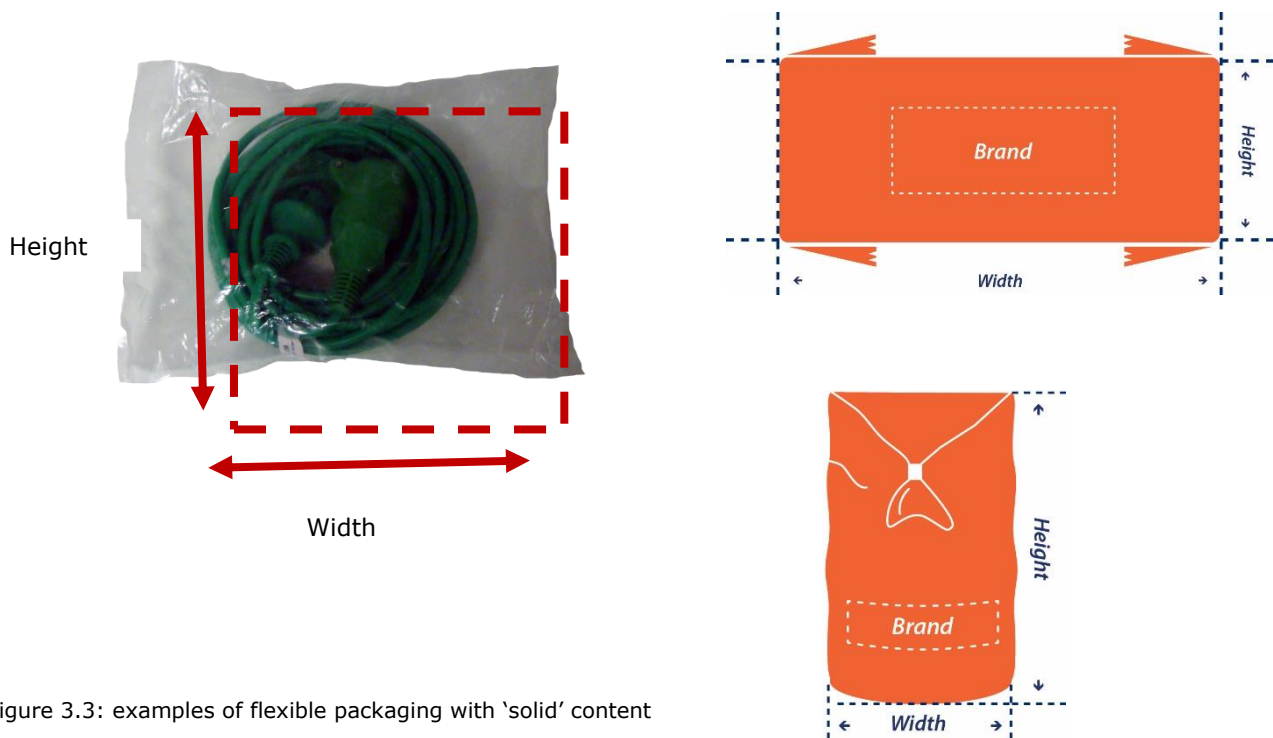 Height
Width
Brand
Height
Width
Brand
Height
Width
igure 3.3: examples of flexible packaging with ‘solid’ content